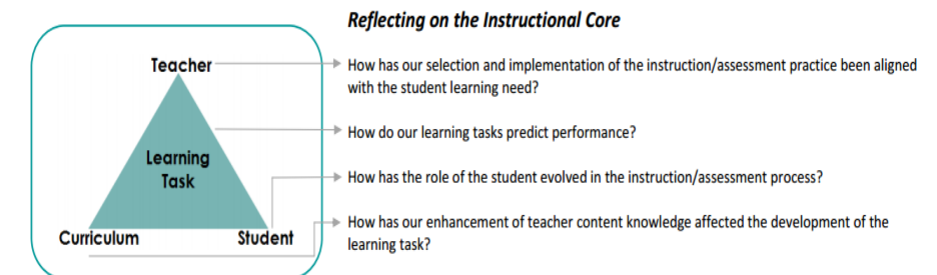 Reflecting on the Instructional Core
Teacher
How has our selection and implementation of the instruction/assessment practice been aligned
with the student learning need?
How do our learning tasks predict performance?
Learning
Task
How has the role of the student evolved in the instruction/assessment process?
How has our enhancement of teacher content knowledge affected the development of the
learning task?
Curriculum
Student